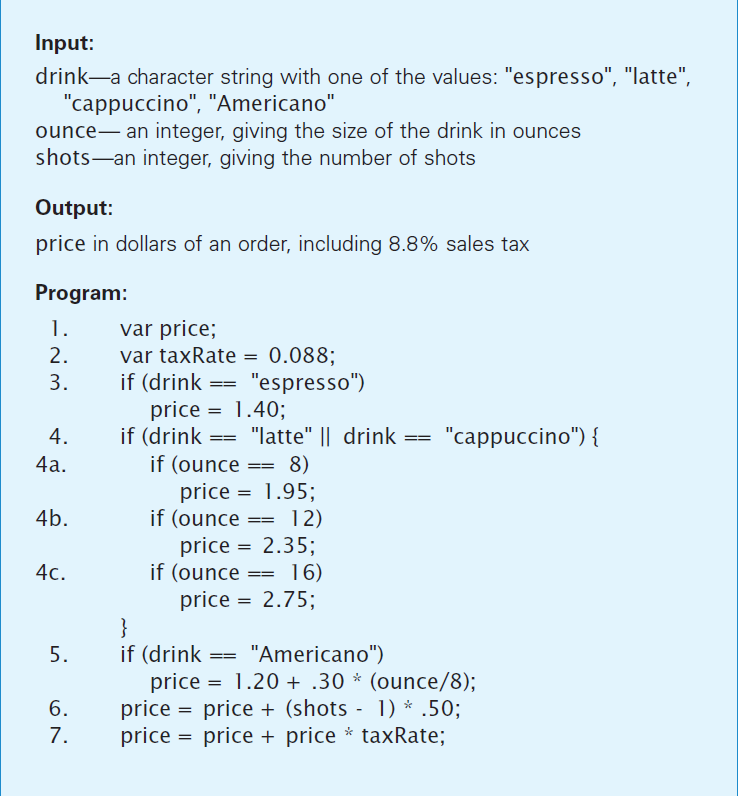 Input:
drink—a character string with one of the values: "espresso", "latte",
"cappuccino", "Americano"
ounce— an integer, giving the size of the drink in ounces
shots—an integer, giving the number of shots
Output:
price in dollars of an order, including 8.8% sales tax
Program:
1. var price;
2. var taxRate = 0.088;
3. if (drink == "espresso")
price = 1.40;
4. if (drink == "latte" || drink == "cappuccino") {
4a. if (ounce == 8)
price = 1.95;
4b. if (ounce == 12)
price = 2.35;
4c. if (ounce == 16)
price = 2.75;
}
5. if (drink == "Americano")
price = 1.20 + .30 * (ounce/8);
6. price = price + (shots - 1) * .50;
7. price = price + price * taxRate;